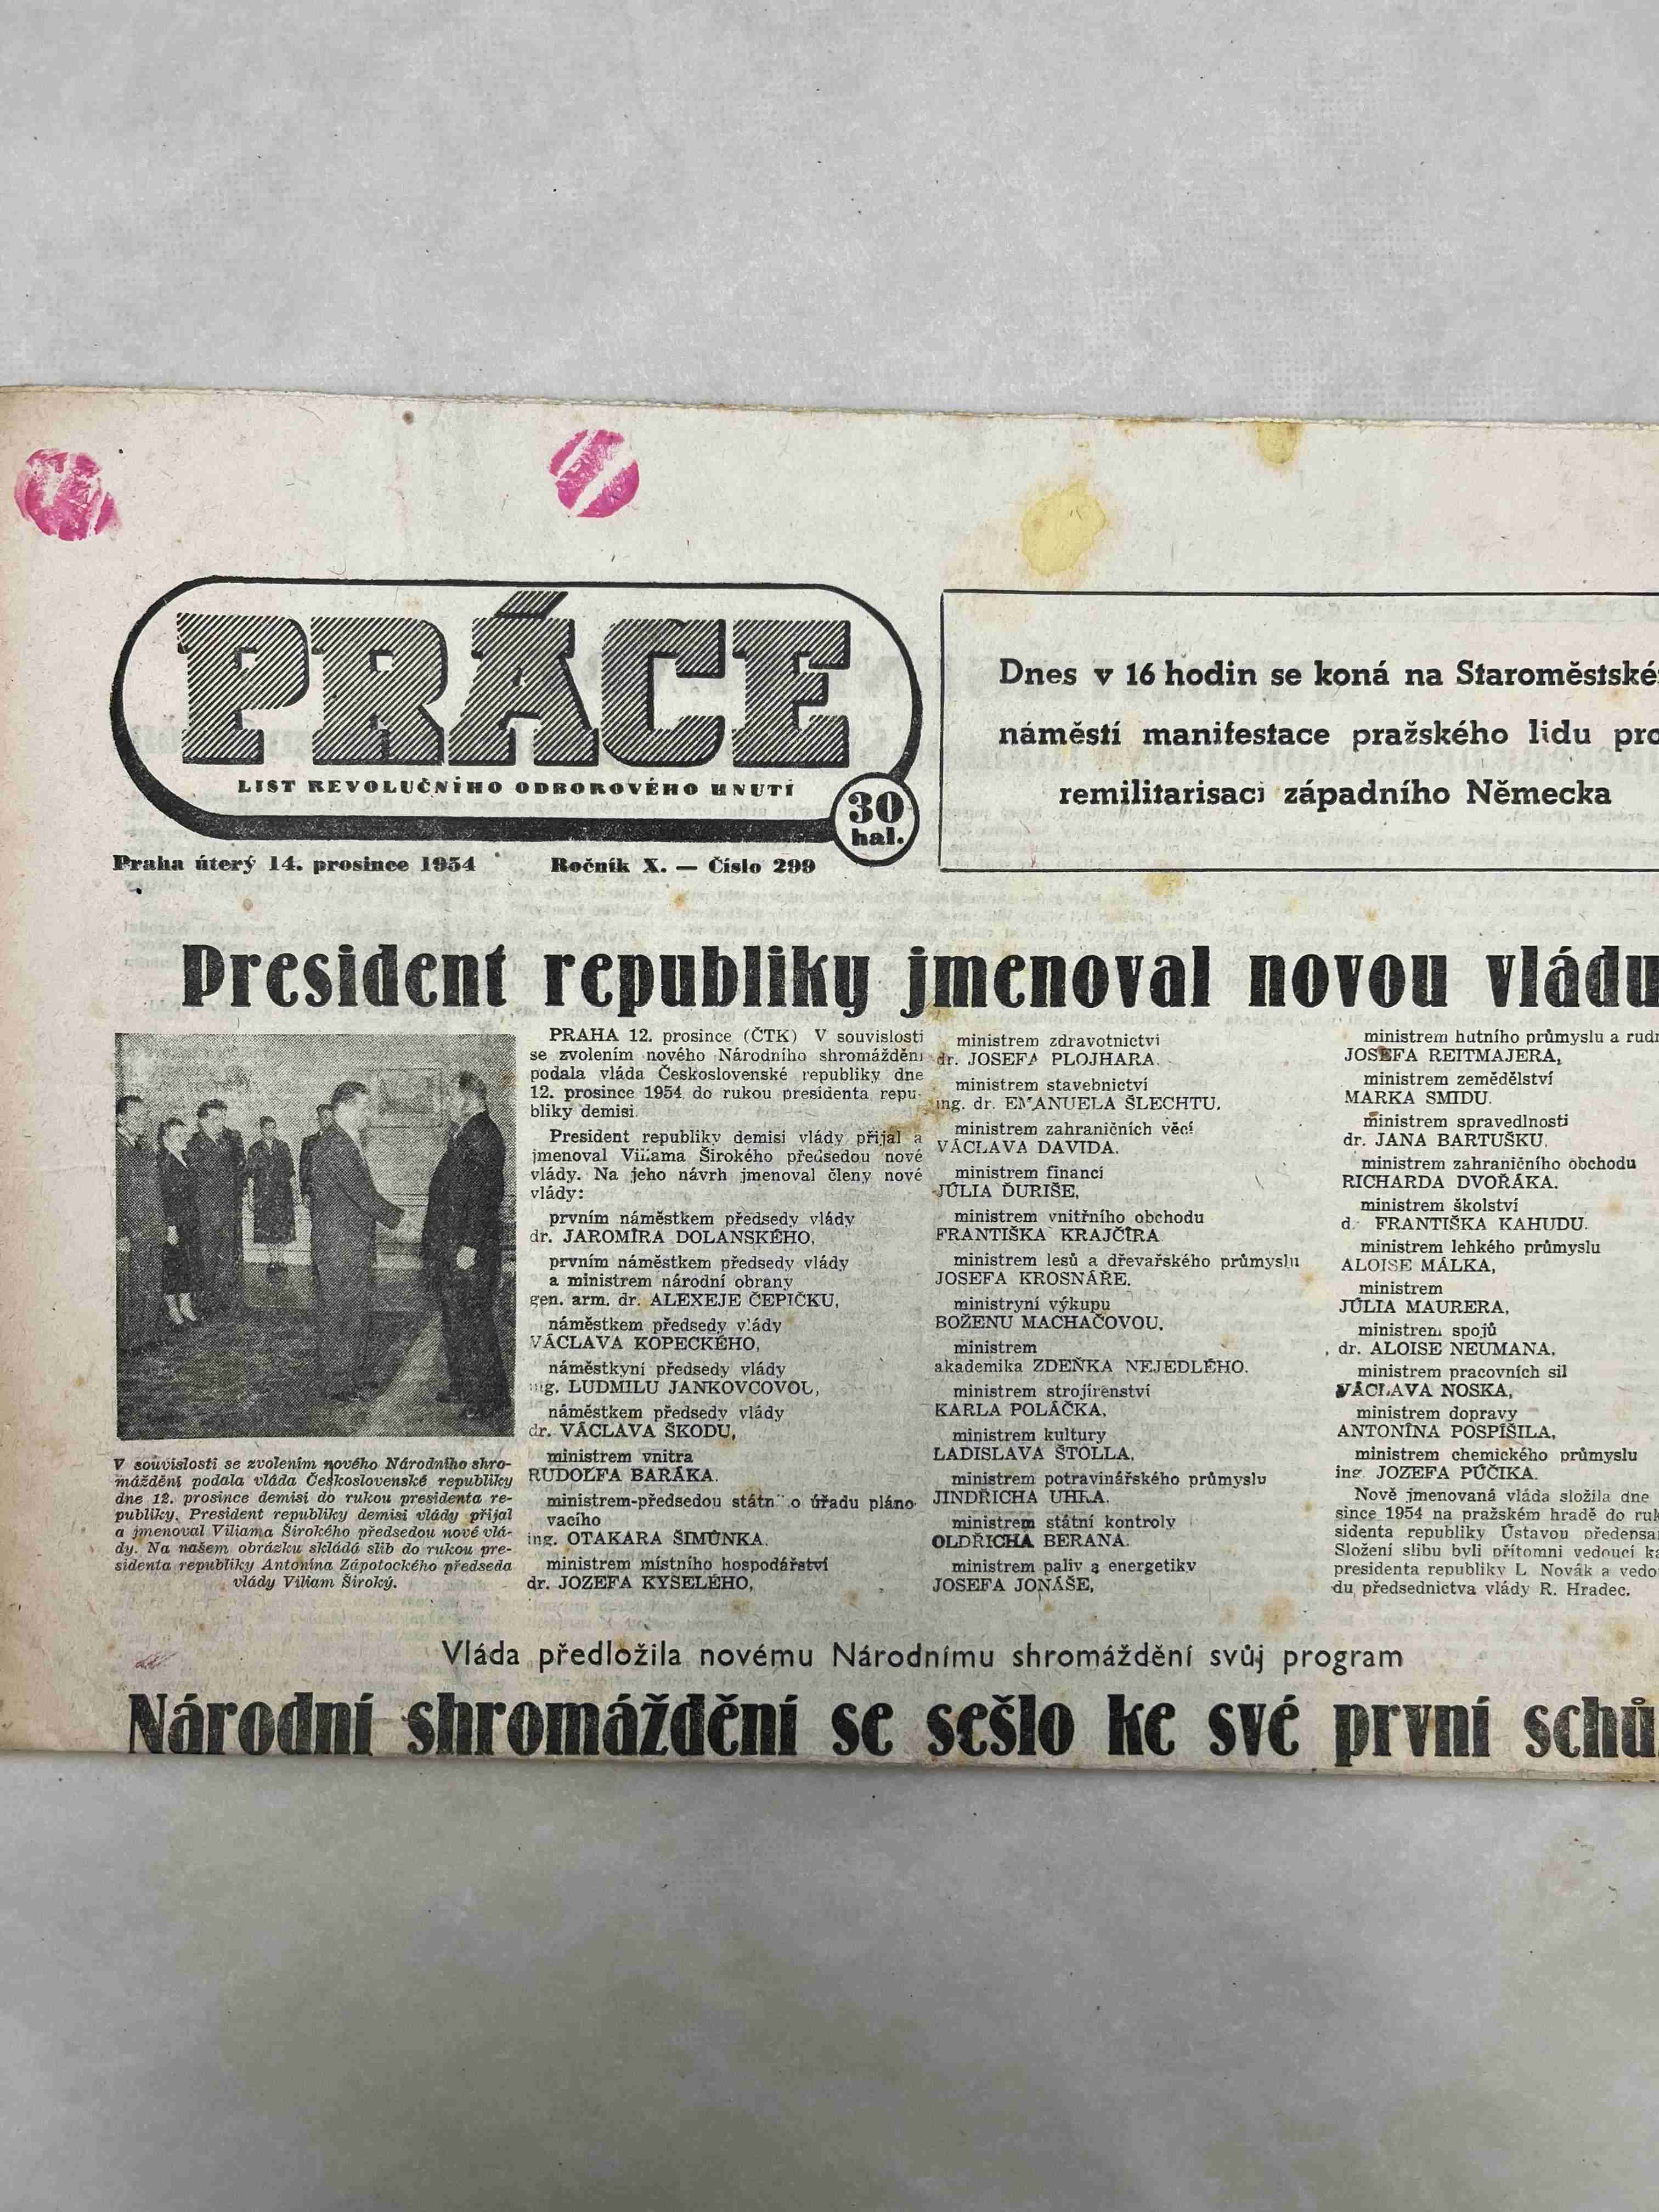 PRÁCE
LIST REVOLUČNÍHO ODBOROVÉHO HNUTÍ
30
hal.
Praha úterý 14. prosince 1954 Ročník X. — Číslo 299
Dnes v 16 hodin se koná na Staroměstské
náměstí manifestace pražského lidu pro
remilitarisaci západního Německa
President republiky jmenoval novou vládu
V souvislosti se zvolením nového Národního shro-
máždění podala vláda Československé republiky
dne 12. prosince demisi do rukou presidenta re-
publiky. President republiky demisi vlády přijal
a jmenoval Viliama Širokého předsedou nové vlá-
dy. Na našem obrázku skládá slib do rukou pre-
sidenta republiky Antonína Zápotockého předseda
vlády Viliam Široký.
PRAHA 12. prosince (ČTK) V souvislosti
se zvolením nového Národního shromáždění
podala vláda Československé republiky dne
12. prosince 1954 do rukou presidenta repu-
bliky demisi.
President republiky demisi vlády přijal a
jmenoval Viliama Širokého předsedou nové
vlády. Na jeho návrh jmenoval členy nové
vlády:
prvním náměstkem předsedy vlády
dr. JAROMÍRA DOLANSKÉHO,
prvním náměstkem předsedy vlády
a ministrem národní obrany
gen. arm. dr. ALEXEJE ČEPIČKU,
náměstkem předsedy vlády
VÁCLAVA KOPECKÉHO,
náměstkyní předsedy vlády
ing. LUDMILU JANKOVCOVOU,
náměstkem předsedy vlády
dr. VÁCLAVA ŠKODU,
ministrem vnitra
RUDOLFA BARÁKA.
ministrem-předsedou státního úřadu pláno-
vacího
ing. OTAKARA ŠIMŮNKA.
ministrem místního hospodářství
dr. JOZEFA KYSELÉHO,
ministrem zdravotnictví
dr. JOSEFA PLOJHARA.
ministrem stavebnictví
ing. dr. EMANUELA ŠLECHTU.
ministrem zahraničních věcí
VÁCLAVA DAVIDA.
ministrem financí
JÚLIA ĎURIŠE,
ministrem vnitřního obchodu
FRANTIŠKA KRAJČÍRA
ministrem lesů a dřevařského průmyslu
JOSEFA KROSNÁŘE.
ministryní výkupu
BOŽENU MACHAČOVOU.
ministrem
akademika ZDEŇKA NEJEDLÉHO.
ministrem strojírenství
KARLA POLÁČKA,
ministrem kultury
LADISLAVA ŠTOLLA,
ministrem potravinářského průmyslu
JINDŘICHA UHRA.
ministrem státní kontroly
OLDŘICHA BERANA.
ministrem paliv a energetiky
JOSEFA JONÁŠE,
ministrem hutního průmyslu a rudn
JOSEFA REITMAJERA,
ministrem zemědělství
MARKA SMIDU.
ministrem spravedlnosti
dr. JANA BARTUŠKU.
ministrem zahraničního obchodu
RICHARDA DVOŘÁKA.
ministrem školství
d. FRANTIŠKA KAHUDU.
ministrem lehkého průmyslu
ALOISE MÁLKA,
ministrem
JÚLIA MAURERA,
ministrem spojů
dr. ALOISE NEUMANA.
ministrem pracovních sil
VÁCLAVA NOSKA,
ministrem dopravy
ANTONÍNA POSPÍŠILA,
ministrem chemického průmyslu
ing. JOZEFA PÚČIKA.
Nově jmenovaná vláda složila dne
since 1954 na pražském hradě do ruk
sidenta republiky Ústavou předepsa
Složení slibu byli přítomni vedoucí ka
presidenta republiky L. Novák a vedo
du předsednictva vlády R. Hradec.
Vláda předložila novému Národnímu shromáždění svůj program
Národní shromáždění se sešlo ke své první schů